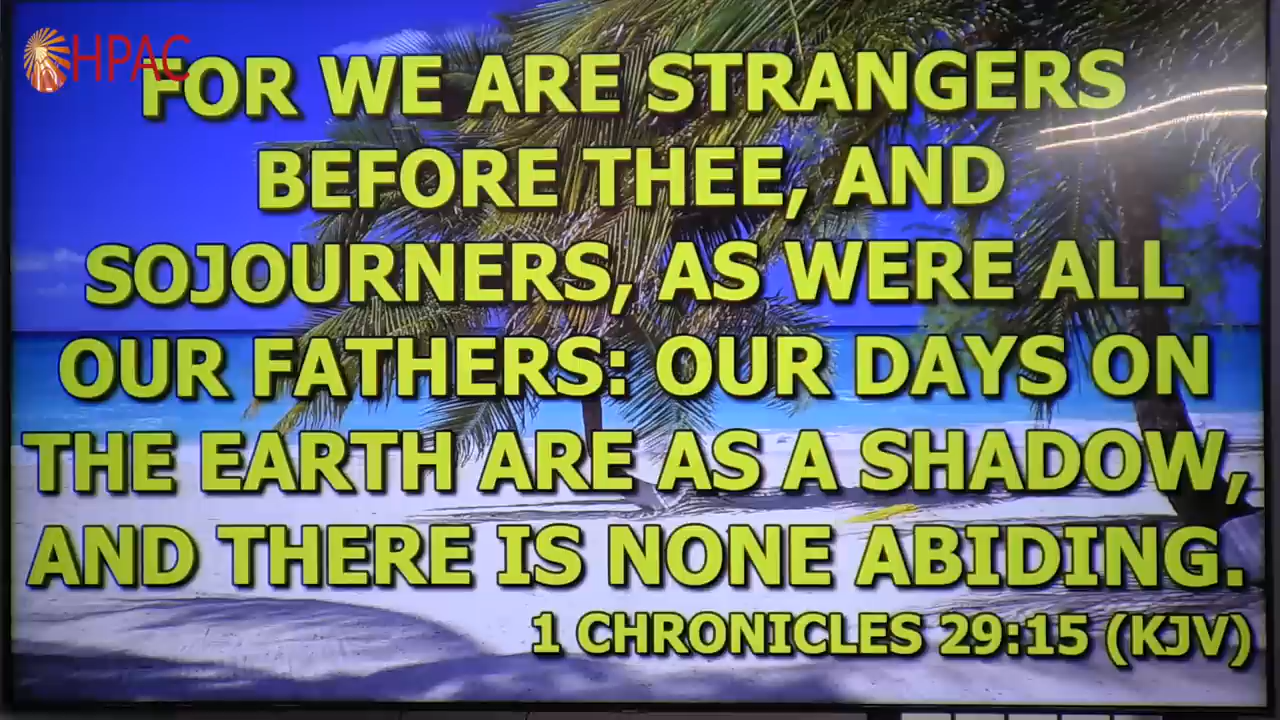 HPAC
FOR WE ARE STRANGERS
BEFORE THEE, AND
SOJOURNERS, AS WERE ALL
OUR FATHERS: OUR DAYS ON
THE EARTH ARE AS A SHADOW,
AND THERE IS NONE ABIDING.
1 CHRONICLES 29:15 (KJV)